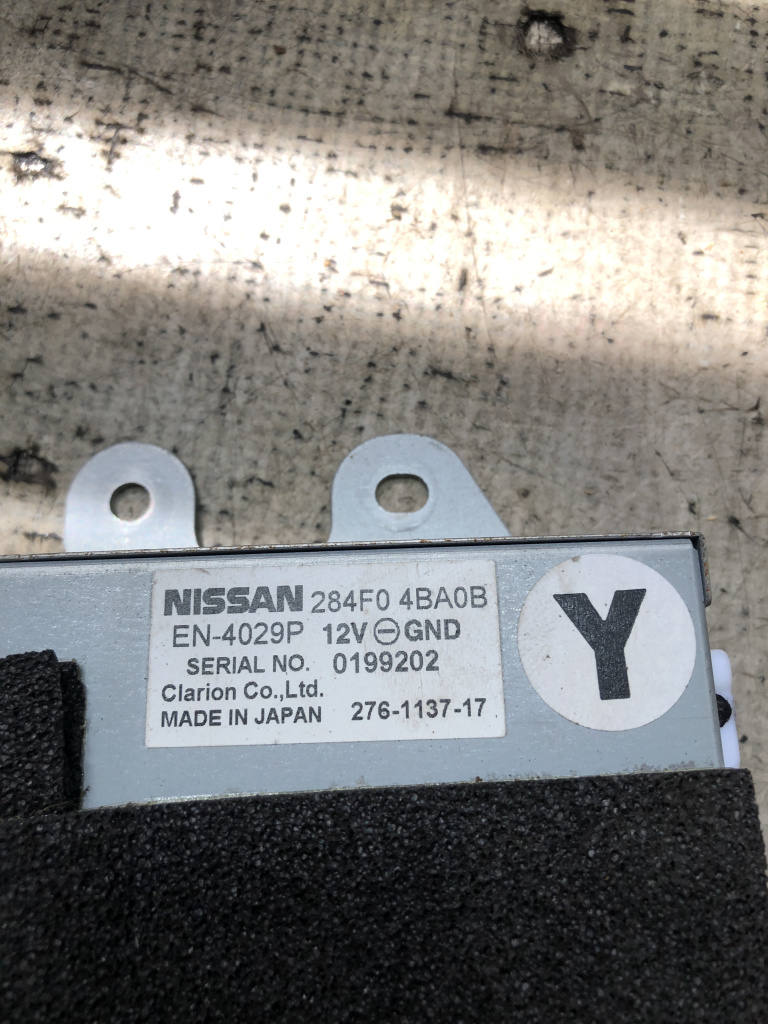 NISSAN 284F0 4BA0B
EN-4029P 12V ⊖ GND
SERIAL NO. 0199202
Clarion Co.,Ltd.
MADE IN JAPAN 276-1137-17
Y